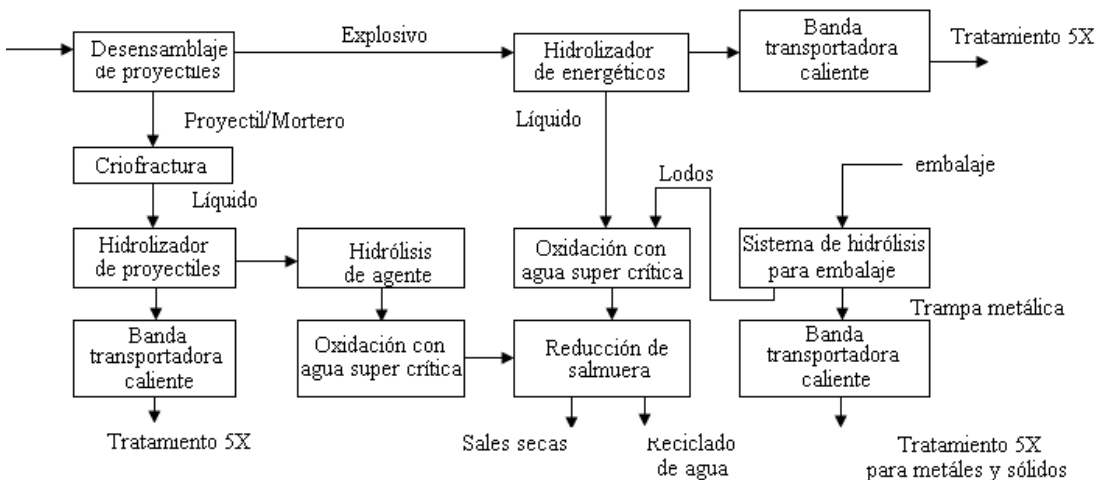 Desensamblaje
de proyectiles
Explosivo
Hidrolizador
de energéticos
Banda
transportadora
caliente
Tratamiento 5X
Proyectil/Mortero
Líquido
Criofractura
Líquido
Lodos
embalaje
Hidrolizador
de proyectiles
Hidrólisis
de agente
Oxidación con
agua super crítica
Sistema de hidrólisis
para embalaje
Trampa metálica
Banda
transportadora
caliente
Oxidación con
agua super crítica
Reducción de
salmuera
Banda
transportadora
caliente
Tratamiento 5X
Sales secas
Reciclado
de agua
Tratamiento 5X
para metáles y sólidos